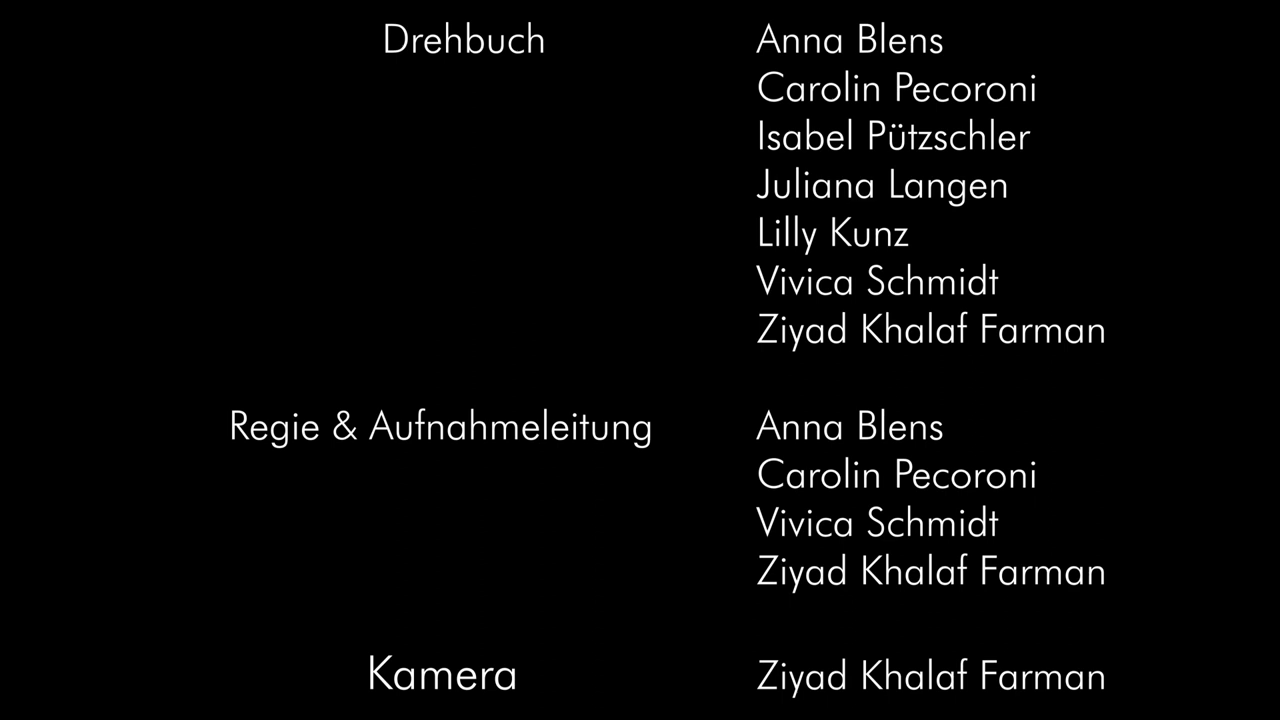 Drehbuch Anna Blens
Carolin Pecoroni
Isabel Pützschler
Juliana Langen
Lilly Kunz
Vivica Schmidt
Ziyad Khalaf Farman
Regie & Aufnahmeleitung Anna Blens
Carolin Pecoroni
Vivica Schmidt
Ziyad Khalaf Farman
Kamera Ziyad Khalaf Farman